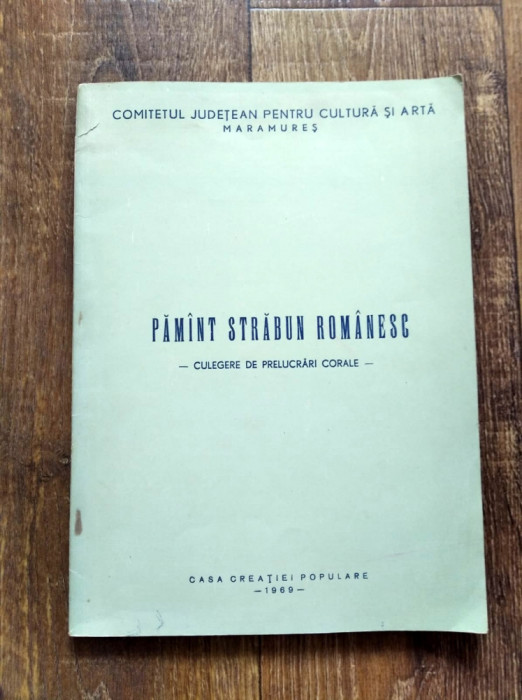 COMITETUL JUDEȚEAN PENTRU CULTURĂ ȘI ARTĂ
MARAMUREȘ
PĂMÎNT STRĂBUN ROMÂNESC
— CULEGERE DE PRELUCRĂRI CORALE —
CASA CREAȚIEI POPULARE
—1969—